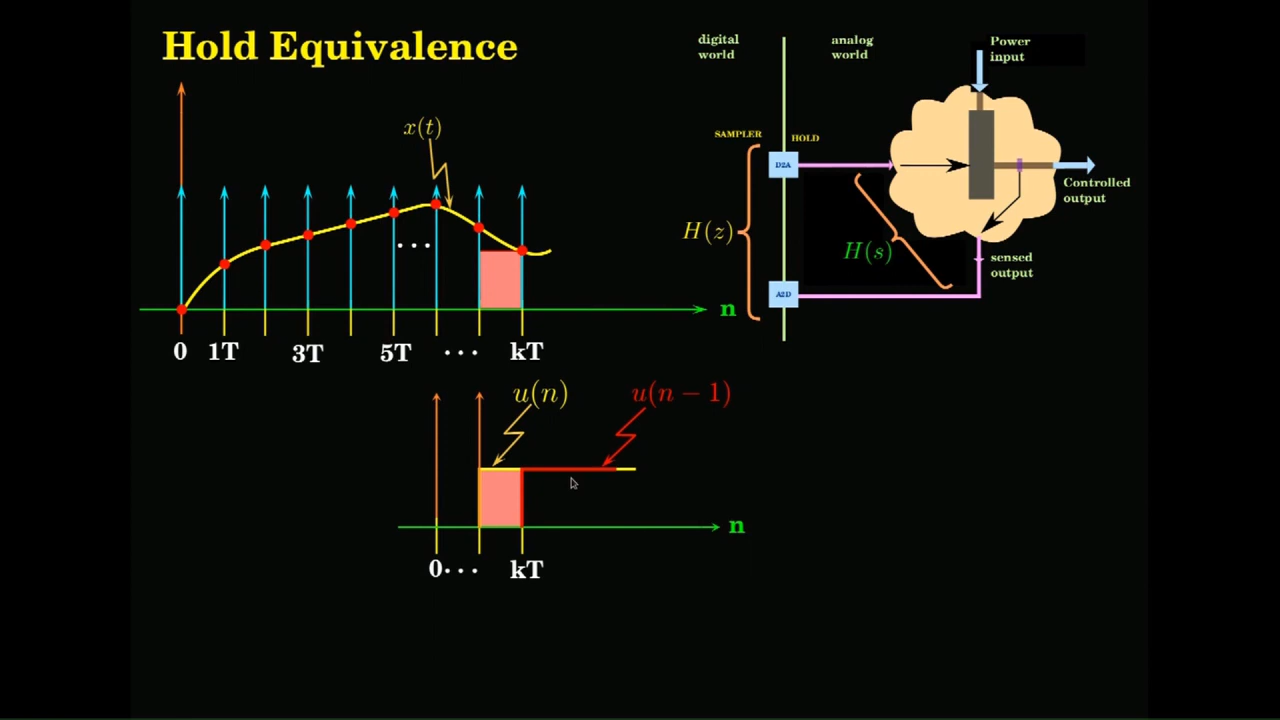 Hold Equivalence
digital
world
analog
world
Power
input
x(t)
SAMPLER
HOLD
D2A
Controlled
output
H(z)
H(s)
sensed
output
A2D
...
n
0 1T 3T 5T ... kT
u(n)
u(n − 1)
n
0... kT